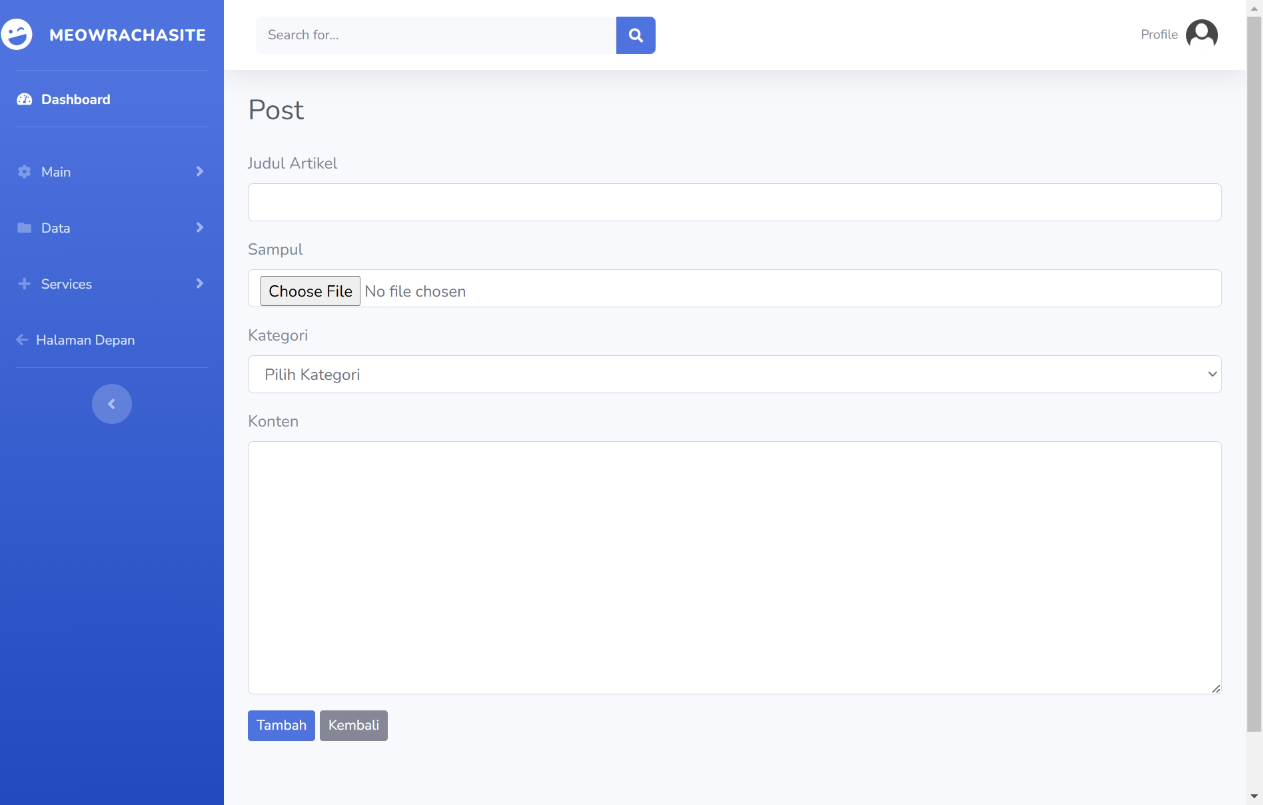 MEOWRACHASITE
Search for...
Profile
Dashboard
Main
Data
Services
Halaman Depan
Post
Judul Artikel
Sampul
Choose File No file chosen
Kategori
Pilih Kategori
Konten
Tambah Kembali